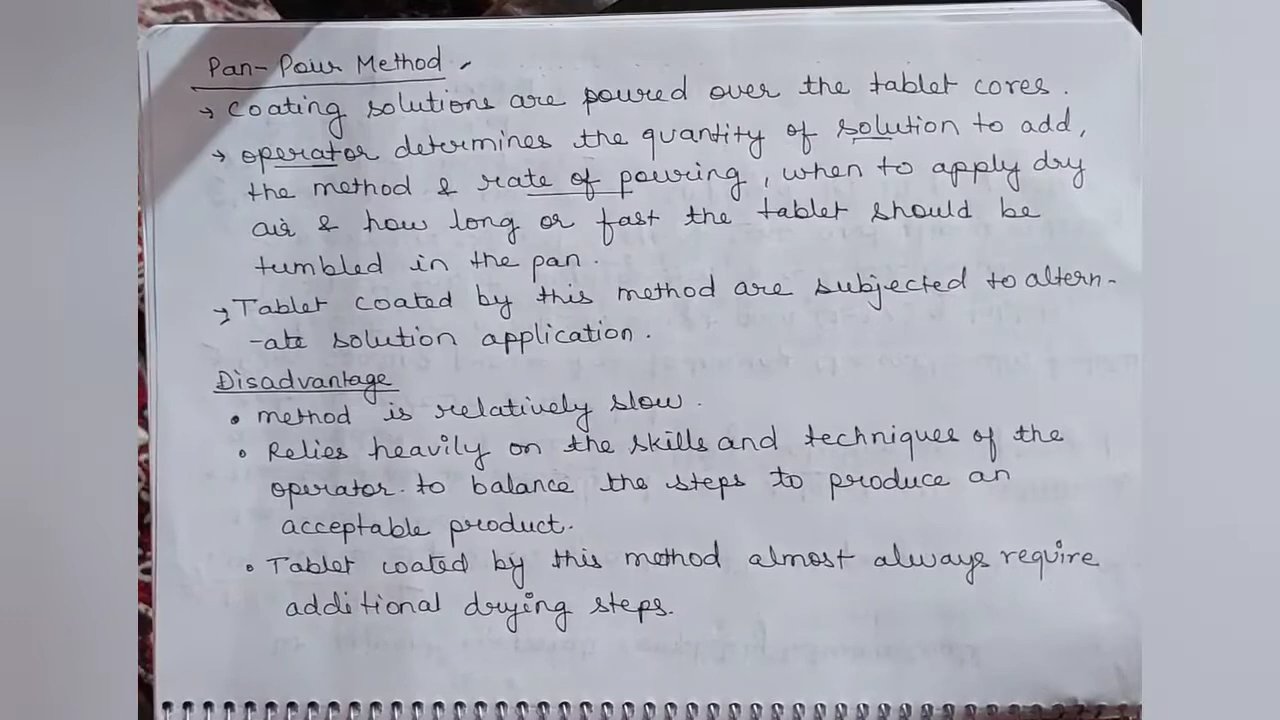 Pan- Pour Method
→ Coating solutions are poured over the tablet cores.
→ operator determines the quantity of solution to add,
the method & rate of pouring, when to apply dry
air & how long or fast the tablet should be
tumbled in the pan.
→ Tablet coated by this method are subjected to altern-
-ate solution application.
Disadvantage
• method is relatively slow.
• Relies heavily on the skills and techniques of the
operator. to balance the steps to produce an
acceptable product.
• Tablet coated by this method almost always require
additional drying steps.